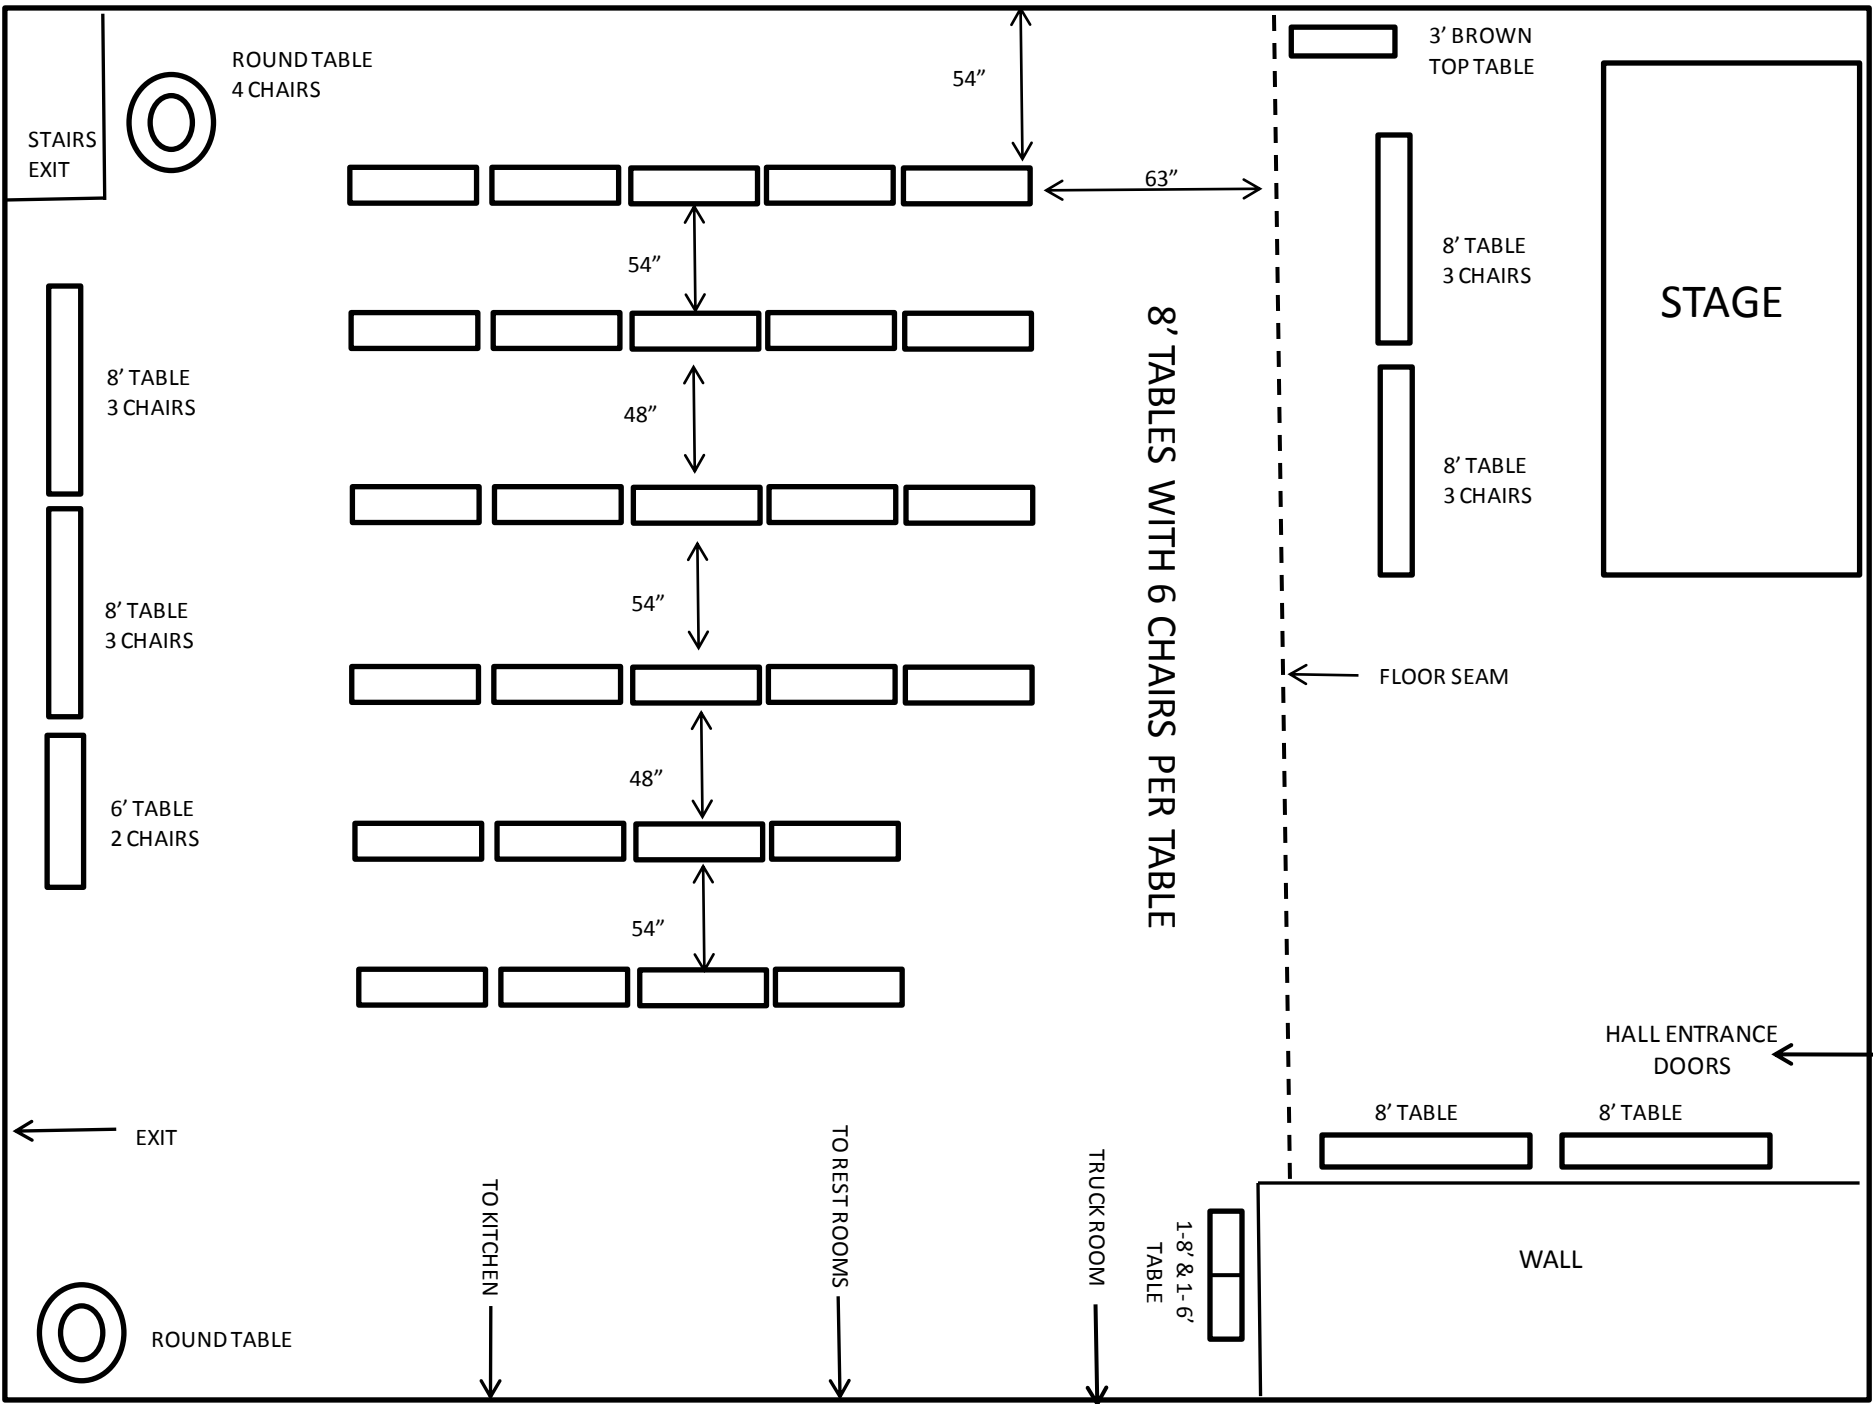 ROUND TABLE
4 CHAIRS
54”
3’ BROWN
TOP TABLE
STAIRS
EXIT
63”
54”
8’ TABLE
3 CHAIRS
STAGE
8’ TABLE
3 CHAIRS
48”
8’ TABLES WITH 6 CHAIRS PER TABLE
8’ TABLE
3 CHAIRS
54”
8’ TABLE
3 CHAIRS
FLOOR SEAM
48”
6’ TABLE
2 CHAIRS
54”
HALL ENTRANCE
DOORS
8’ TABLE
8’ TABLE
EXIT
TO KITCHEN
TO REST ROOMS
TRUCK ROOM
1-8’ & 1- 6’
TABLE
WALL
ROUND TABLE